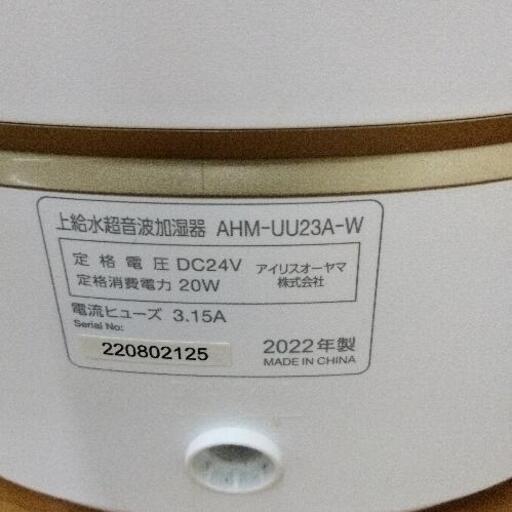 上給水超音波加湿器 AHM-UU23A-W
定格電圧 DC24V
定格消費電力 20W
アイリスオーヤマ
株式会社
電流ヒューズ 3.15A
Serial No:
220802125
2022年製
MADE IN CHINA